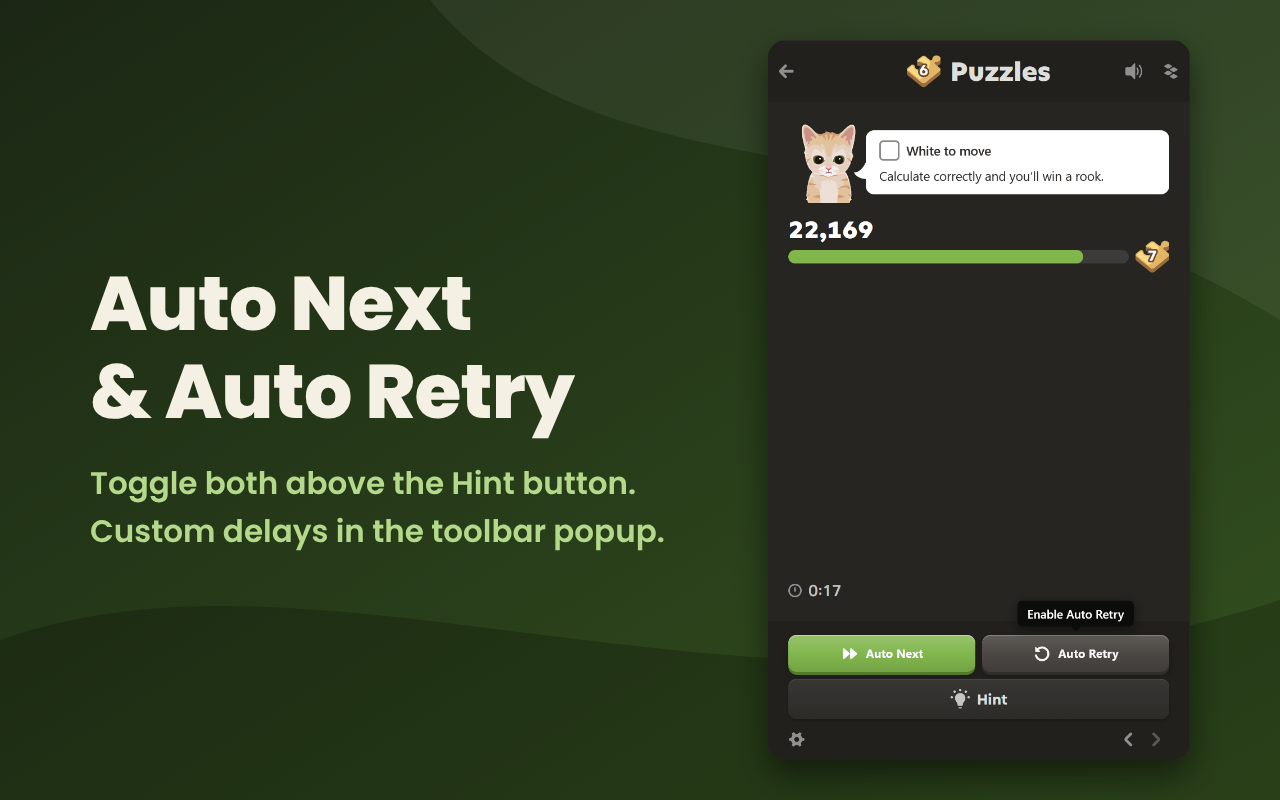 Auto Next
& Auto Retry
Toggle both above the Hint button.
Custom delays in the toolbar popup.
6
Puzzles
White to move
Calculate correctly and you'll win a rook.
22,169
7
0:17
Enable Auto Retry
Auto Next
Auto Retry
Hint